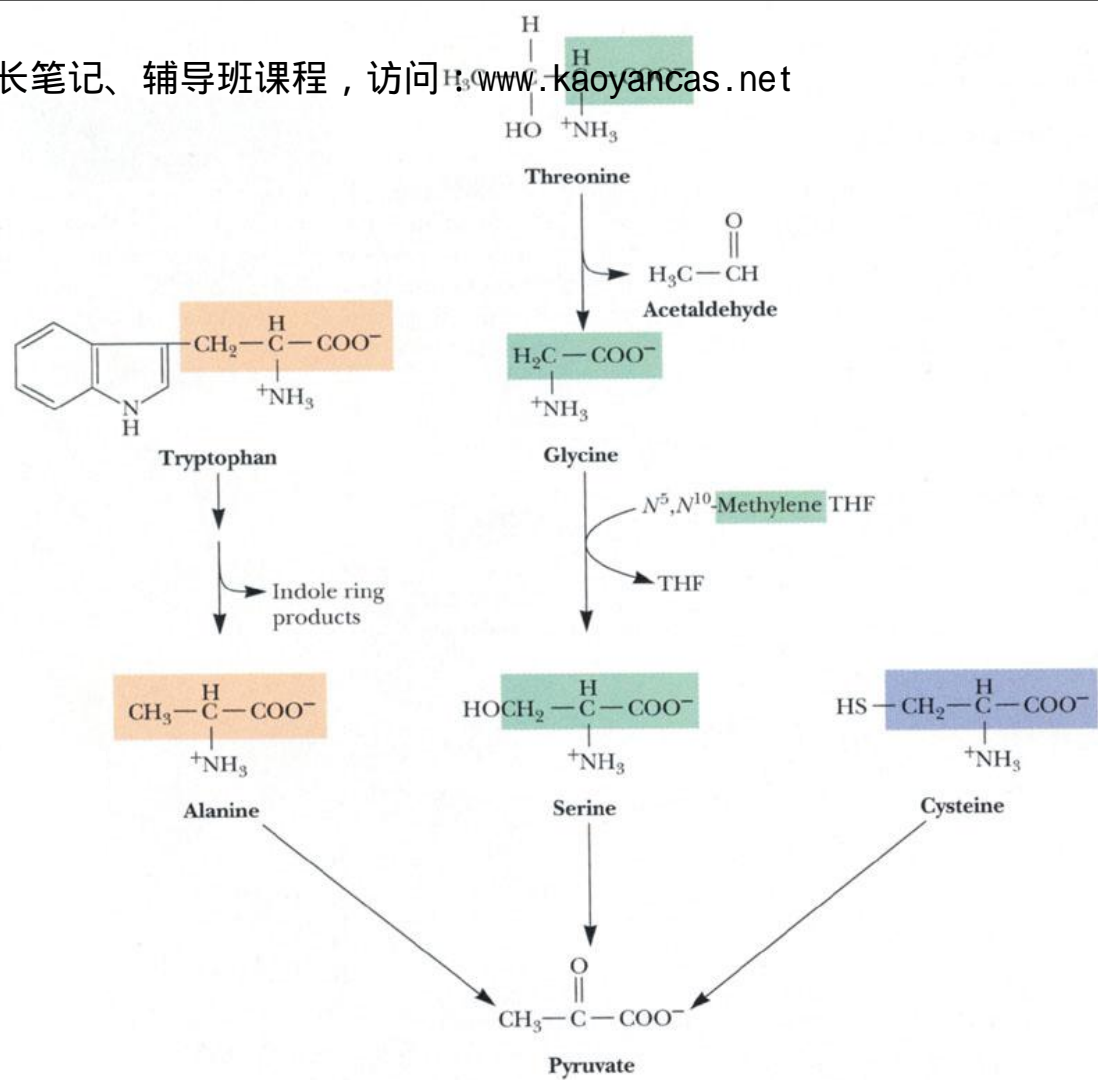 H
长笔记、辅导班课程，访问：www.kaoyancas.net
H₃C—C—C—COO⁻
H
HO ⁺NH₃
Threonine
O
H₃C—CH
Acetaldehyde
H
CH₂—C—COO⁻
⁺NH₃
N
H
Tryptophan
H₂C—COO⁻
⁺NH₃
Glycine
N⁵,N¹⁰-Methylene THF
THF
Indole ring
products
H
CH₃—C—COO⁻
⁺NH₃
Alanine
H
HOCH₂—C—COO⁻
⁺NH₃
Serine
H
HS—CH₂—C—COO⁻
⁺NH₃
Cysteine
O
CH₃—C—COO⁻
Pyruvate